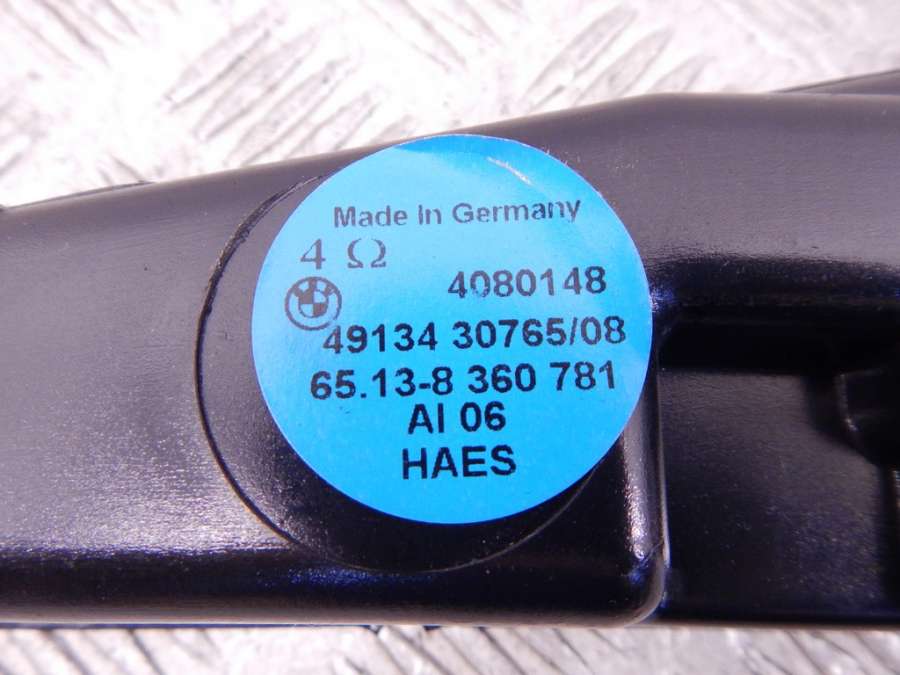 Made In Germany
4 Ω
4080148
49134 30765/08
65.13-8 360 781
AI 06
HAES